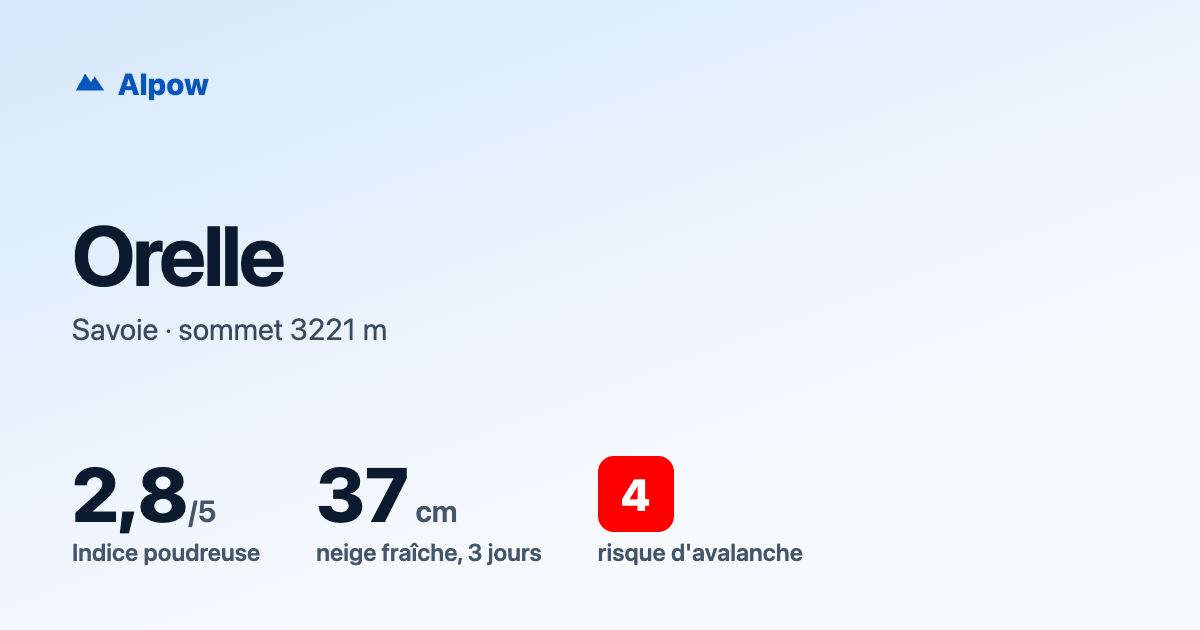 Alpow
Orelle
Savoie · sommet 3221 m
2,8/5
Indice poudreuse
37 cm
neige fraîche, 3 jours
4
risque d'avalanche